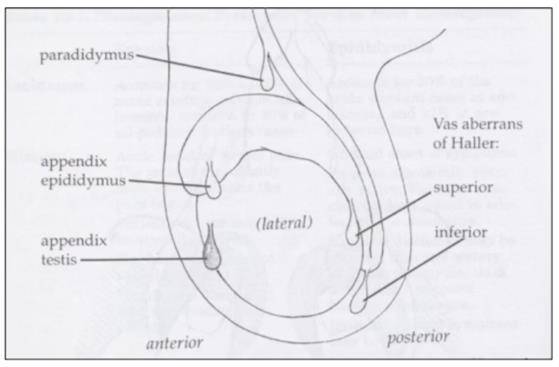 paradidymus
Vas aberrans
of Haller:
appendix
epididymus
superior
(lateral)
inferior
appendix
testis
anterior
posterior